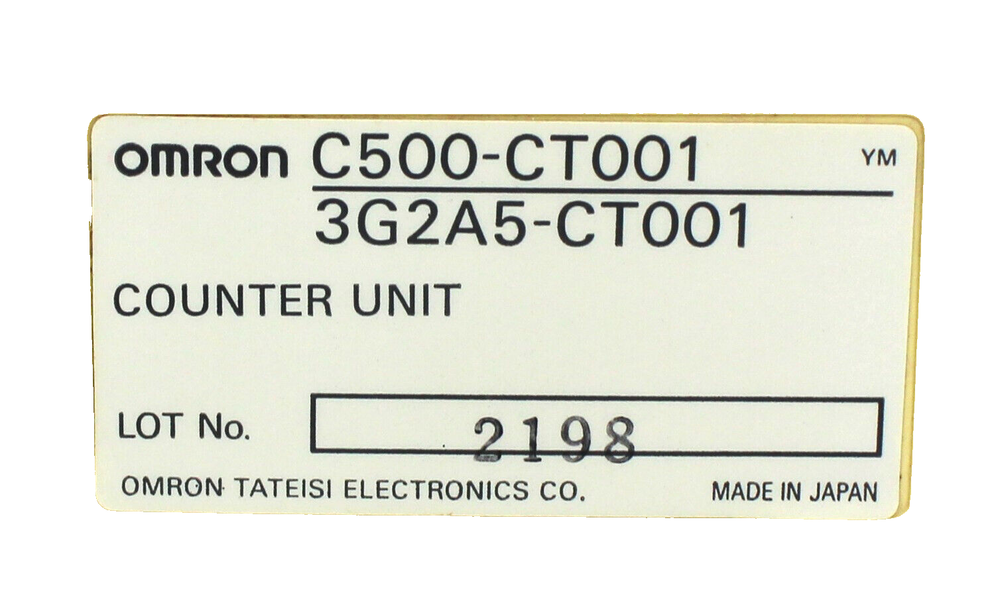 OMRON C500-CT001 YM
3G2A5-CT001
COUNTER UNIT
LOT No. 2198
OMRON TATEISI ELECTRONICS CO. MADE IN JAPAN